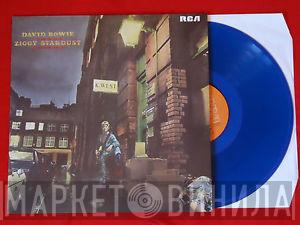 DAVID BOWIE
ZIGGY STARDUST
RCA
K.WEST
МАРКЕТ ВИНИЛА